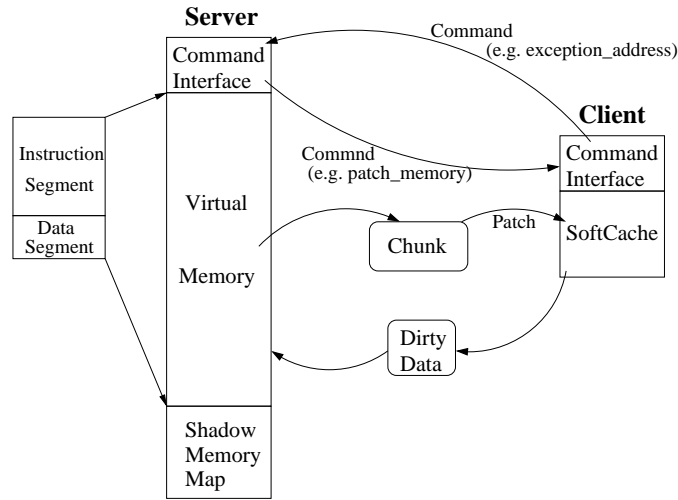 Server
Command
Interface
Command
(e.g. exception_address)
Client
Command
Interface
Instruction
Segment
Data
Segment
Commnd
(e.g. patch_memory)
Virtual
Memory
Chunk
Patch
SoftCache
Dirty
Data
Shadow
Memory
Map